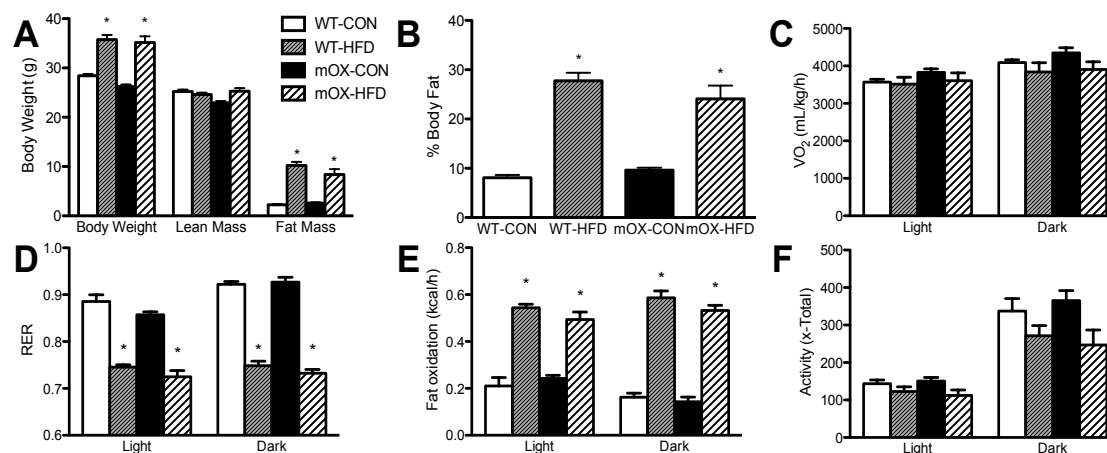 A
Body Weight (g)
50
40
30
20
10
0
* * * *
Body Weight Lean Mass Fat Mass
WT-CON
WT-HFD
mOX-CON
mOX-HFD
B
% Body Fat
40
30
20
10
0
* *
WT-CON WT-HFD mOX-CON mOX-HFD
C
VO2 (mL/kg/h)
5000
4000
3000
2000
1000
0
Light Dark
D
RER
1.0
0.9
0.8
0.7
0.6
* * * *
Light Dark
E
Fat oxidation (kcal/h)
0.8
0.6
0.4
0.2
0.0
* * * *
Light Dark
F
Activity (x-Total)
500
400
300
200
100
0
Light Dark